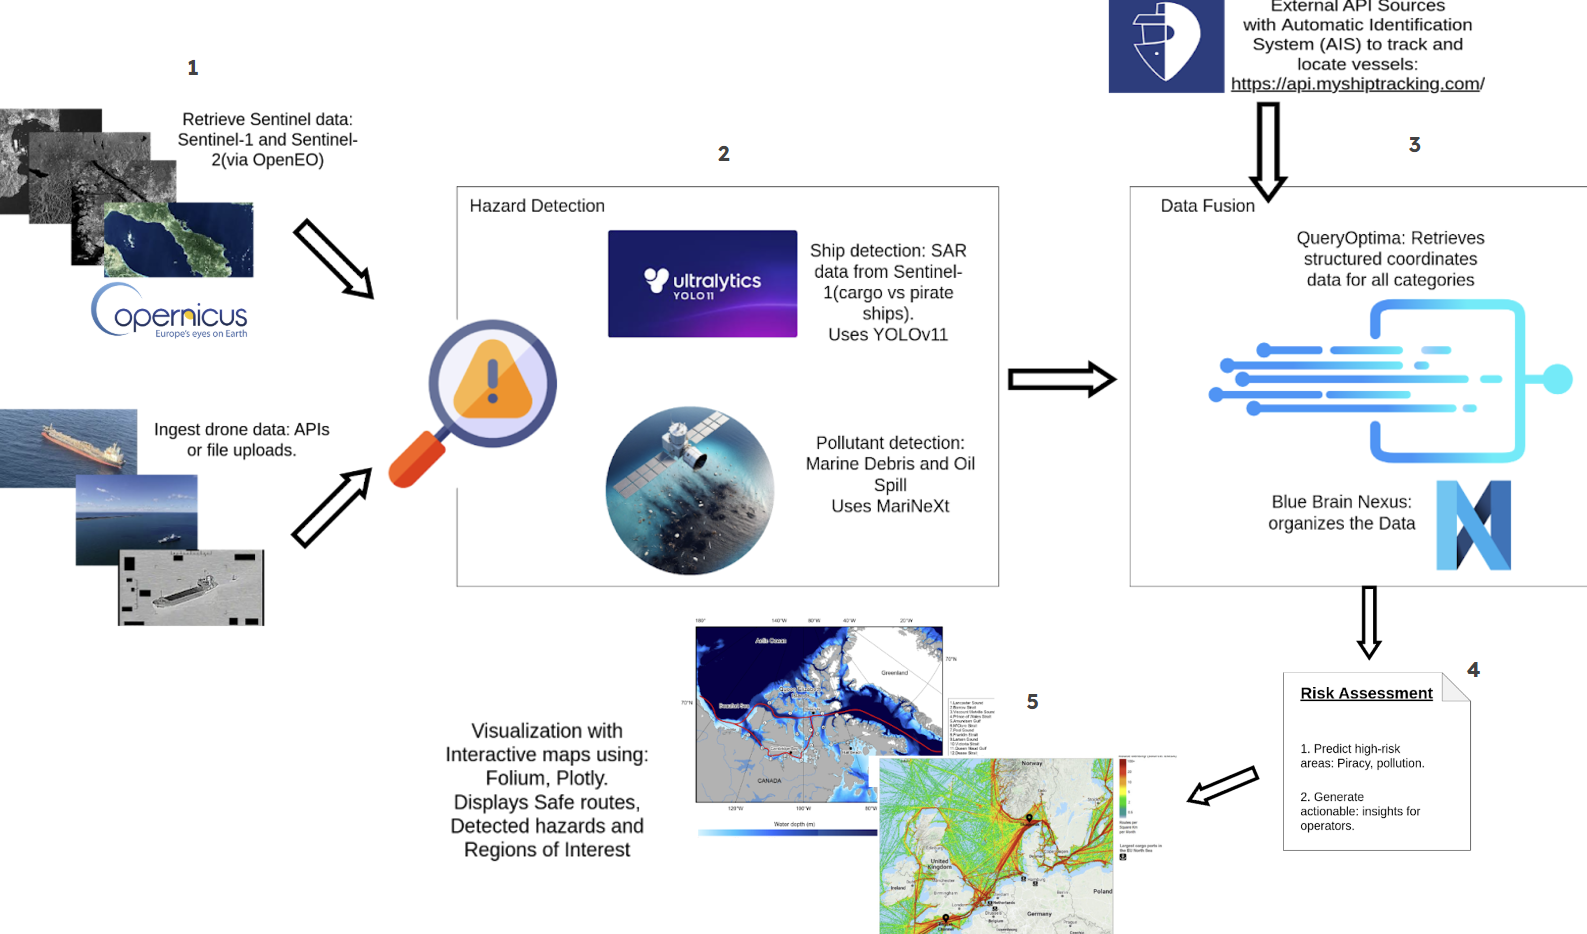 External API Sources
with Automatic Identification
System (AIS) to track and
locate vessels:
https://api.myshiptracking.com/
1
Retrieve Sentinel data:
Sentinel-1 and Sentinel-
2(via OpenEO)
opernicus
Europe's eyes on Earth
Ingest drone data: APIs
or file uploads.
2
Hazard Detection
ultralytics
YOLO11
Ship detection: SAR
data from Sentinel-
1(cargo vs pirate
ships).
Uses YOLOv11
Pollutant detection:
Marine Debris and Oil
Spill
Uses MariNeXt
3
Data Fusion
QueryOptima: Retrieves
structured coordinates
data for all categories
Blue Brain Nexus:
organizes the Data
4
Risk Assessment
1. Predict high-risk
areas: Piracy, pollution.
2. Generate
actionable: insights for
operators.
5
Visualization with
Interactive maps using:
Folium, Plotly.
Displays Safe routes,
Detected hazards and
Regions of Interest
Arctic Ocean
Greenland
Beaufort Sea
CANADA
70°N
70°N
Water depth (m)
Norway
United
Kingdom
Ireland
Netherlands
Germany
Poland